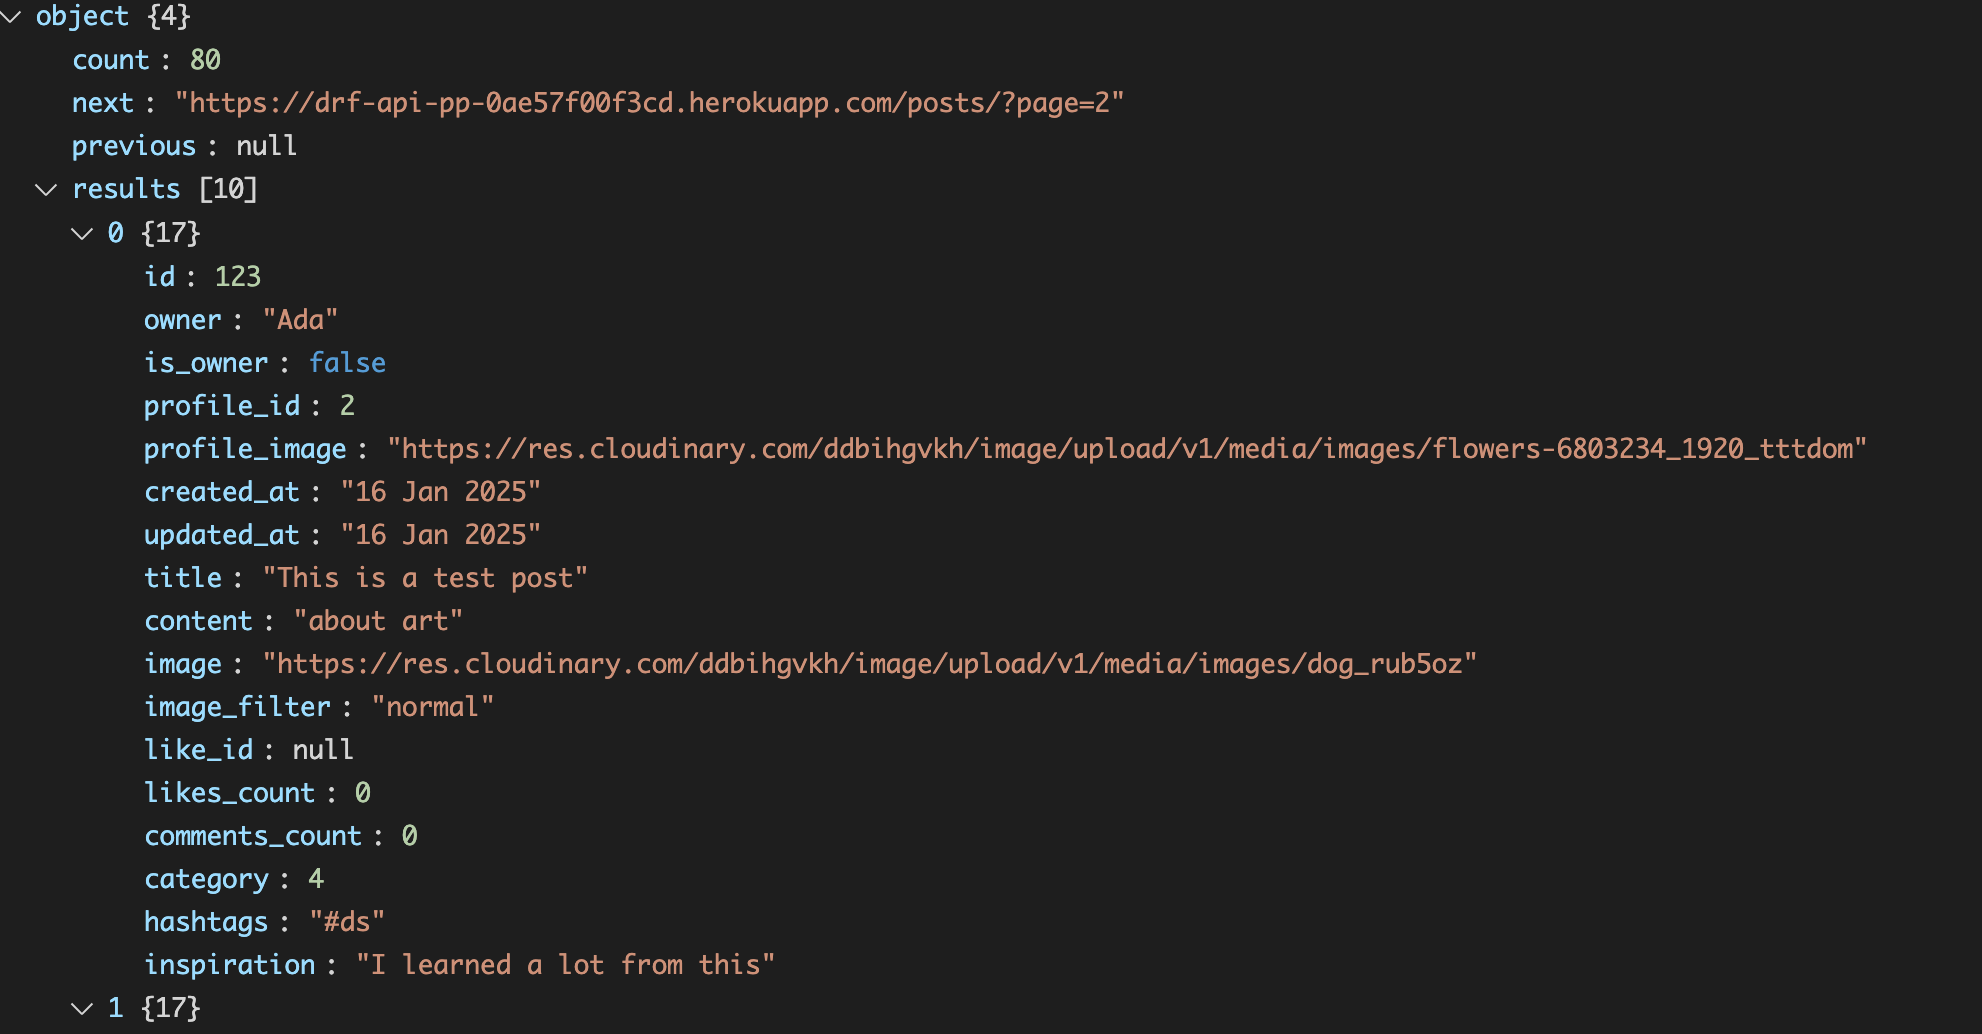 object {4}
count : 80
next : "https://drf-api-pp-0ae57f00f3cd.herokuapp.com/posts/?page=2"
previous : null
results [10]
0 {17}
id : 123
owner : "Ada"
is_owner : false
profile_id : 2
profile_image : "https://res.cloudinary.com/ddbihgvkh/image/upload/v1/media/images/flowers-6803234_1920_tttdom"
created_at : "16 Jan 2025"
updated_at : "16 Jan 2025"
title : "This is a test post"
content : "about art"
image : "https://res.cloudinary.com/ddbihgvkh/image/upload/v1/media/images/dog_rub5oz"
image_filter : "normal"
like_id : null
likes_count : 0
comments_count : 0
category : 4
hashtags : "#ds"
inspiration : "I learned a lot from this"
1 {17}